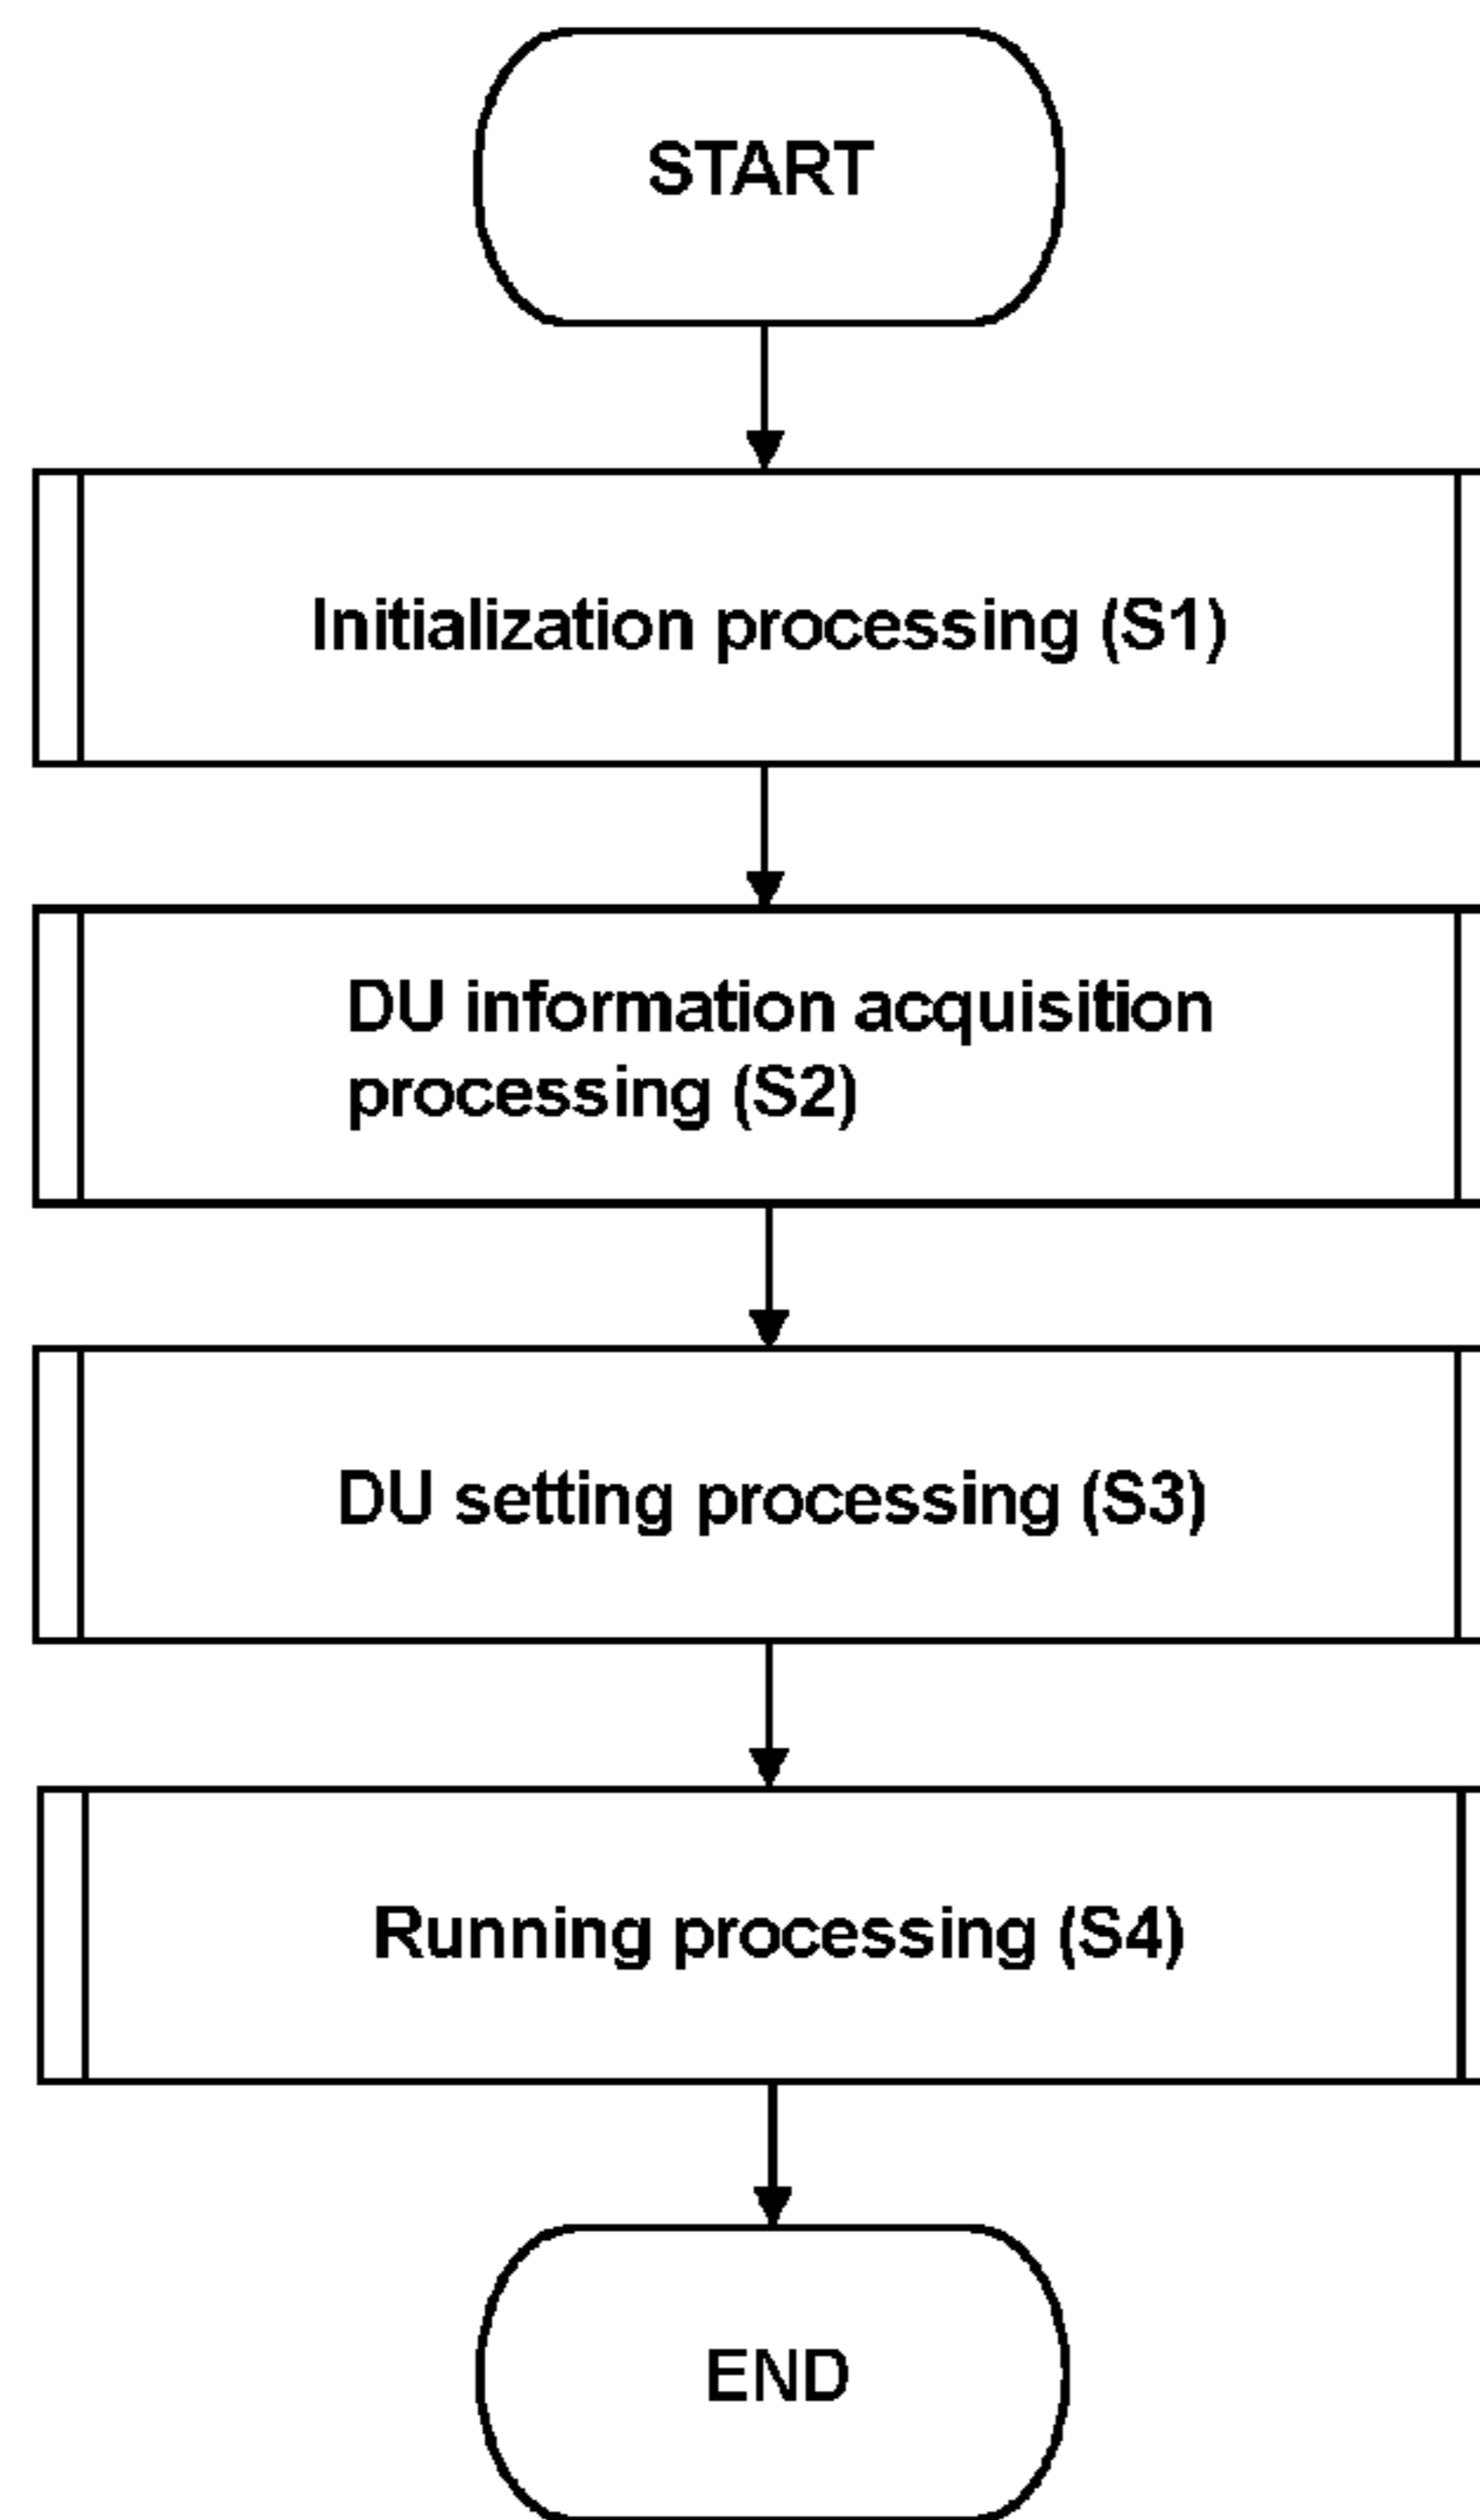 START
Initialization processing (S1)
DU information acquisition
processing (S2)
DU setting processing (S3)
Running processing (S4)
END